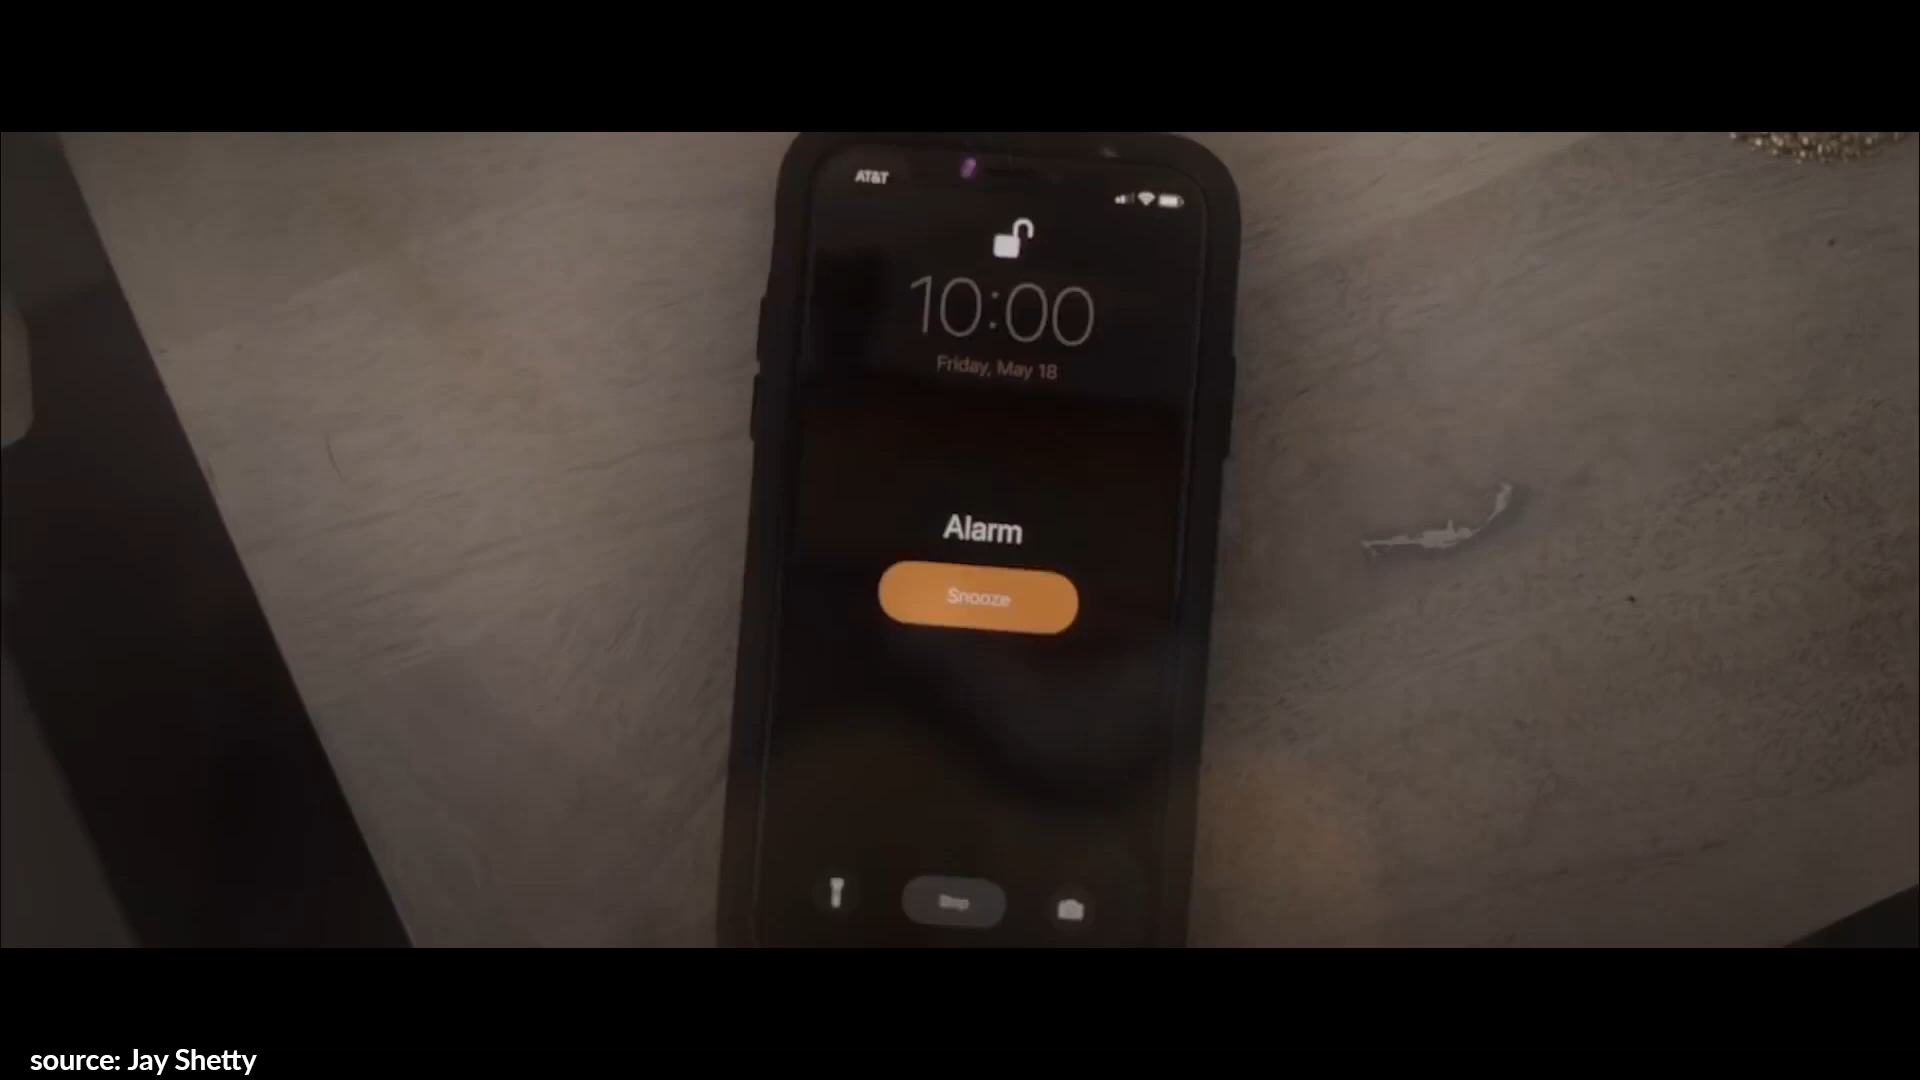 AT&T
10:00
Friday, May 18
Alarm
Snooze
Stop
source: Jay Shetty